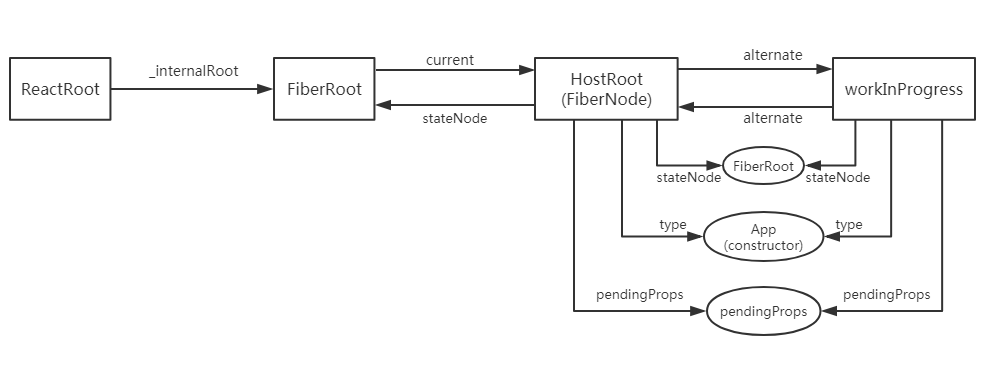 _internalRoot
current
alternate
ReactRoot
FiberRoot
HostRoot
(FiberNode)
workInProgress
stateNode
alternate
FiberRoot
stateNode
stateNode
type
App
(constructor)
type
pendingProps
pendingProps
pendingProps